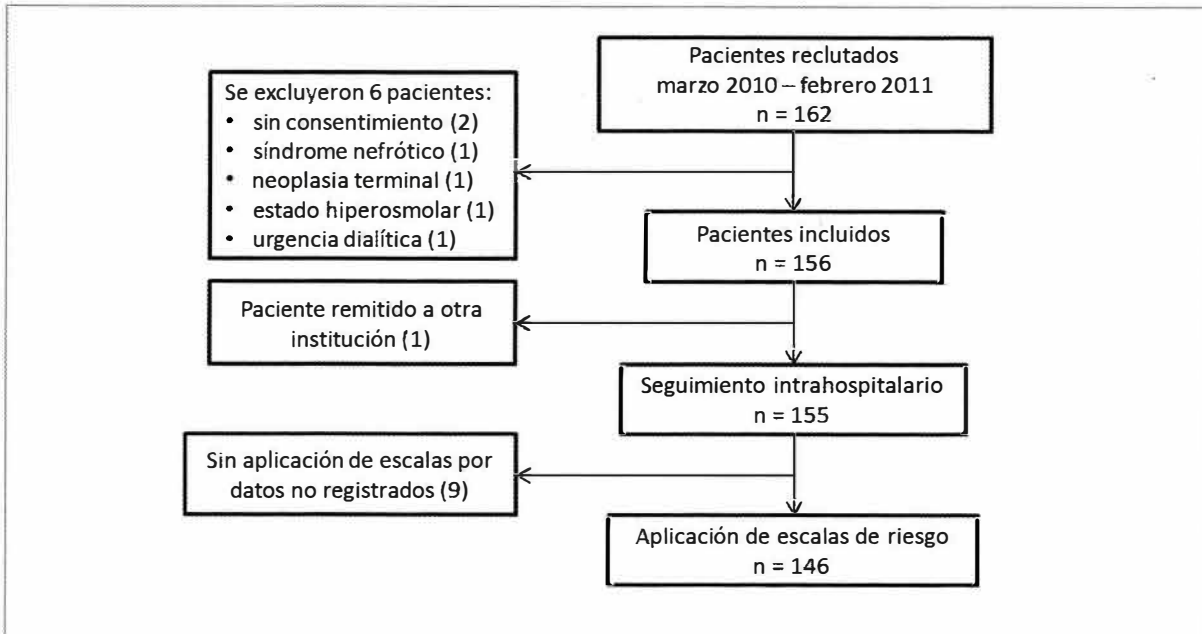 Pacientes reclutados
marzo 2010 – febrero 2011
n = 162
Se excluyeron 6 pacientes:
• sin consentimiento (2)
• síndrome nefrótico (1)
• neoplasia terminal (1)
• estado hiperosmolar (1)
• urgencia dialítica (1)
Pacientes incluidos
n = 156
Paciente remitido a otra
institución (1)
Seguimiento intrahospitalario
n = 155
Sin aplicación de escalas por
datos no registrados (9)
Aplicación de escalas de riesgo
n = 146